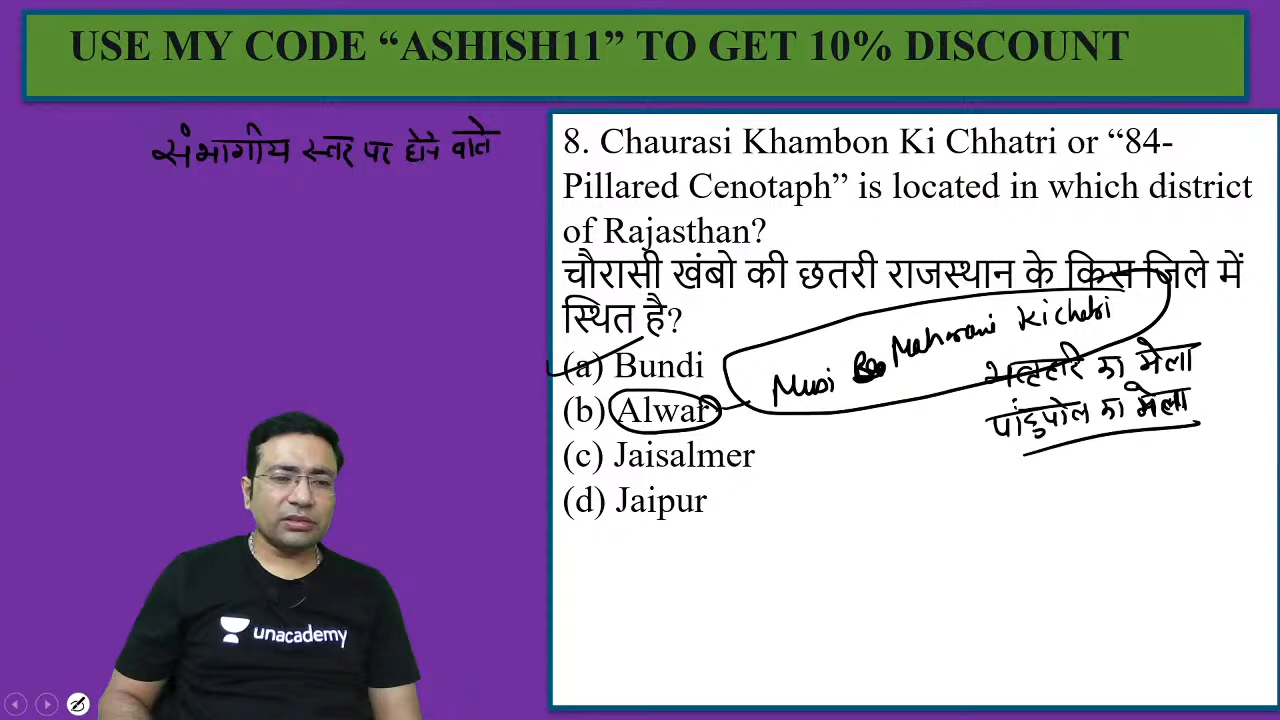 USE MY CODE “ASHISH11” TO GET 10% DISCOUNT
संभागीय स्तर पर होने वाले
8. Chaurasi Khambon Ki Chhatri or “84-
Pillared Cenotaph” is located in which district
of Rajasthan?
चौरासी खंबो की छतरी राजस्थान के किस जिले में
स्थित है?
(a) Bundi
(b) Alwar
(c) Jaisalmer
(d) Jaipur
Musi Maharani Ki chatri
का मेला
पांडुपोल का मेला
unacademy